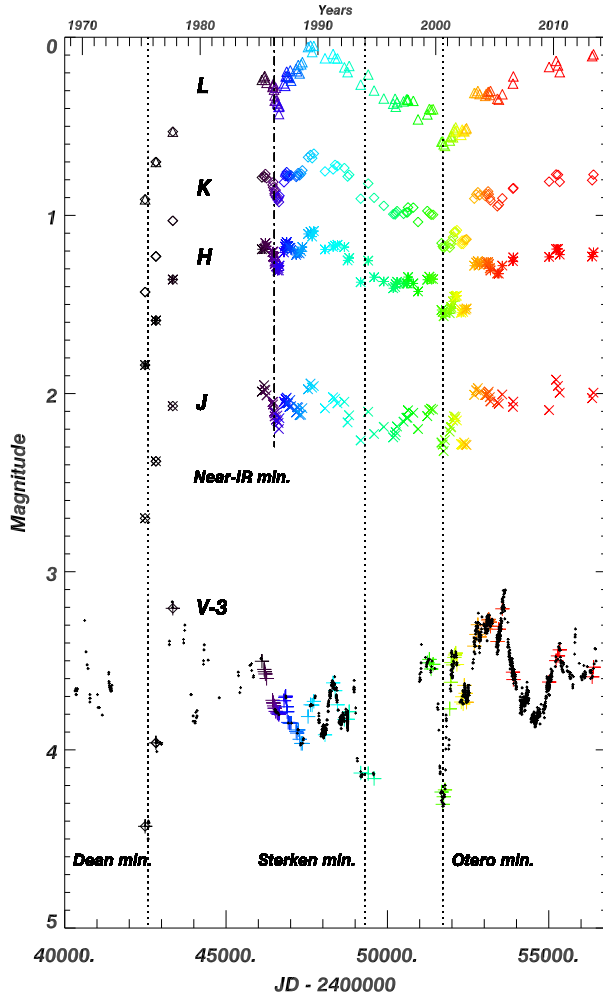 Years
1970 1980 1990 2000 2010
0
L
K
1
H
2
J
Near-IR min.
Magnitude
3
V-3
4
Dean min. Sterken min. Otero min.
5
40000. 45000. 50000. 55000.
JD - 2400000